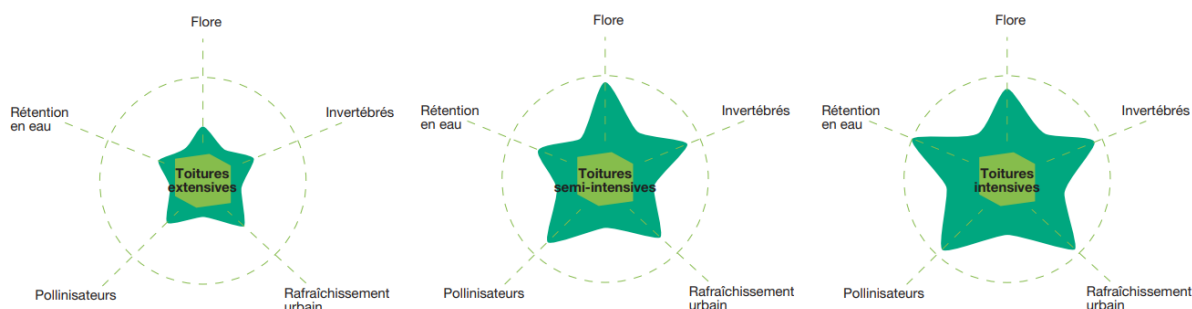 Flore
Rétention
en eau
Invertébrés
Toitures
extensives
Pollinisateurs
Rafraîchissement
urbain
Flore
Rétention
en eau
Invertébrés
Toitures
semi-intensives
Pollinisateurs
Rafraîchissement
urbain
Flore
Rétention
en eau
Invertébrés
Toitures
intensives
Pollinisateurs
Rafraîchissement
urbain